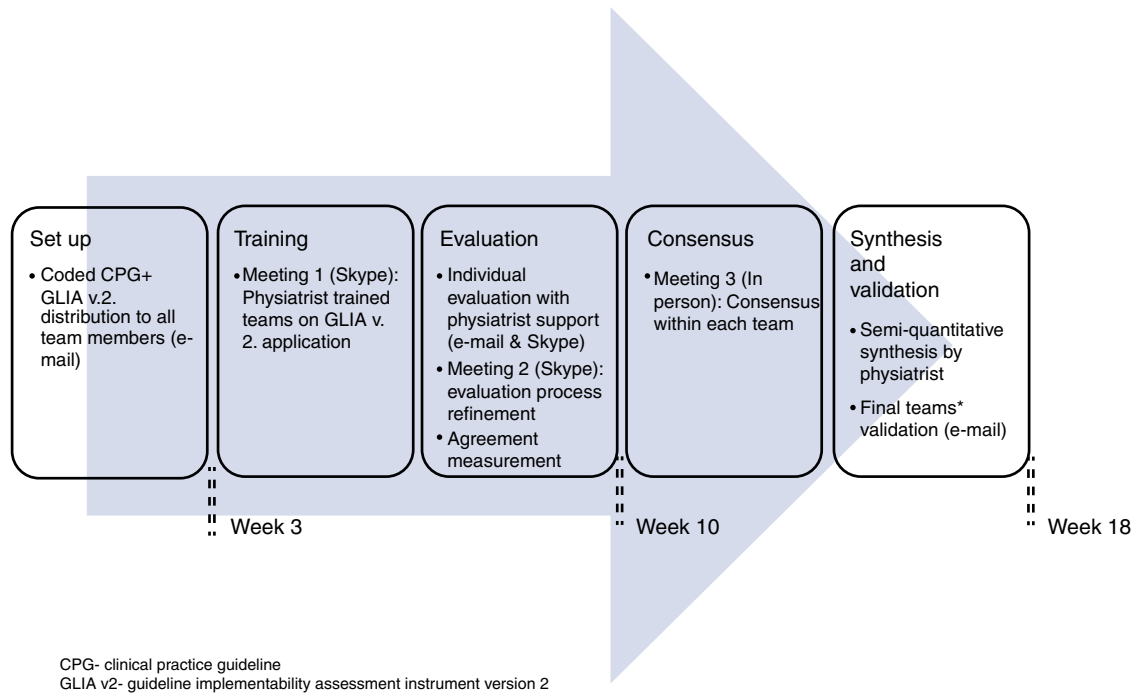 Set up
• Coded CPG+
GLIA v.2.
distribution to all
team members (e-
mail)
Training
• Meeting 1 (Skype):
Physiatrist trained
teams on GLIA v.
2. application
Evaluation
• Individual
evaluation with
physiatrist support
(e-mail & Skype)
• Meeting 2 (Skype):
evaluation process
refinement
• Agreement
measurement
Consensus
• Meeting 3 (In
person): Consensus
within each team
Synthesis
and
validation
• Semi-quantitative
synthesis by
physiatrist
• Final teams*
validation (e-mail)
Week 3
Week 10
Week 18
CPG- clinical practice guideline
GLIA v2- guideline implementability assessment instrument version 2